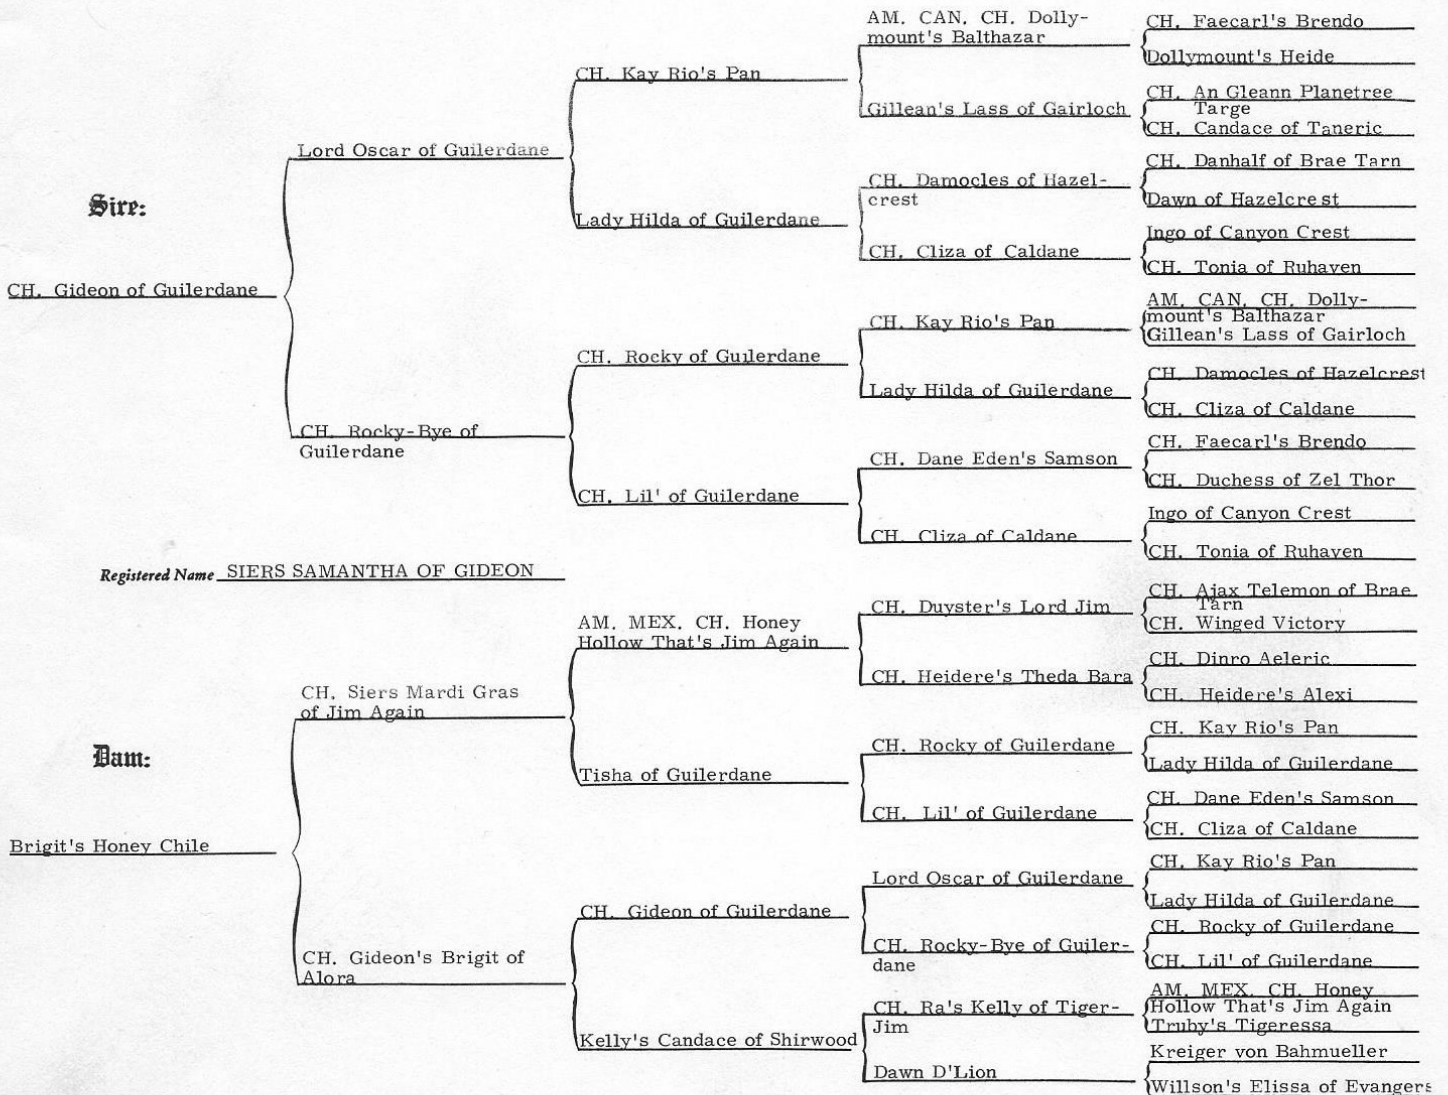 AM. CAN. CH. Dolly-
mount's Balthazar
CH. Faecarl's Brendo
Dollymount's Heide
CH. Kay Rio's Pan
Gillean's Lass of Gairloch
CH. An Gleann Planetree
Targe
CH. Candace of Taneric
Lord Oscar of Guilerdane
CH. Damocles of Hazel-
crest
CH. Danhalf of Brae Tarn
Dawn of Hazelcrest
Sire:
Lady Hilda of Guilerdane
CH. Cliza of Caldane
Ingo of Canyon Crest
CH. Tonia of Ruhaven
CH. Gideon of Guilerdane
CH. Kay Rio's Pan
AM. CAN. CH. Dolly-
mount's Balthazar
Gillean's Lass of Gairloch
CH. Rocky of Guilerdane
Lady Hilda of Guilerdane
CH. Damocles of Hazelcrest
CH. Cliza of Caldane
CH. Rocky-Bye of
Guilerdane
CH. Dane Eden's Samson
CH. Faecarl's Brendo
CH. Duchess of Zel Thor
CH. Lil' of Guilerdane
CH. Cliza of Caldane
Ingo of Canyon Crest
CH. Tonia of Ruhaven
Registered Name SIERS SAMANTHA OF GIDEON
AM. MEX. CH. Honey
Hollow That's Jim Again
CH. Duyster's Lord Jim
CH. Ajax Telemon of Brae
Tarn
CH. Winged Victory
CH. Heidere's Theda Bara
CH. Dinro Aeleric
CH. Heidere's Alexi
CH. Siers Mardi Gras
of Jim Again
CH. Rocky of Guilerdane
CH. Kay Rio's Pan
Lady Hilda of Guilerdane
Dam:
Tisha of Guilerdane
CH. Lil' of Guilerdane
CH. Dane Eden's Samson
CH. Cliza of Caldane
Brigit's Honey Chile
Lord Oscar of Guilerdane
CH. Kay Rio's Pan
Lady Hilda of Guilerdane
CH. Gideon of Guilerdane
CH. Rocky-Bye of Guiler-
dane
CH. Rocky of Guilerdane
CH. Lil' of Guilerdane
CH. Gideon's Brigit of
Alora
CH. Ra's Kelly of Tiger-
Jim
AM. MEX. CH. Honey
Hollow That's Jim Again
Truby's Tigeressa
Kelly's Candace of Shirwood
Dawn D'Lion
Kreiger von Bahmueller
Willson's Elissa of Evangers